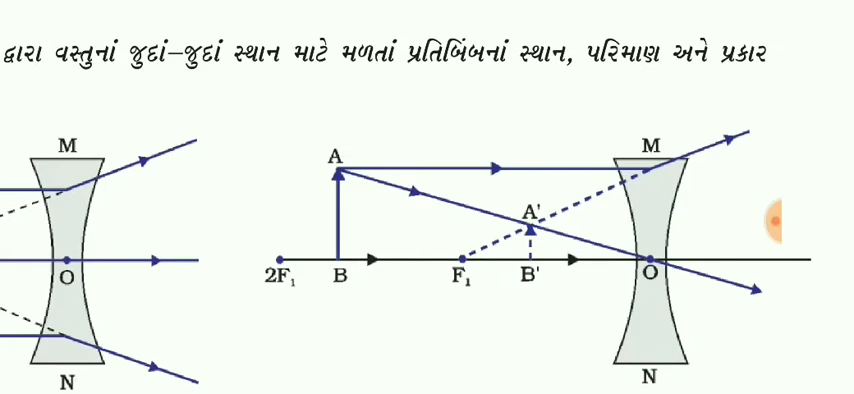 દ્વારા વસ્તુનાં જુદાં–જુદાં સ્થાન માટે મળતાં પ્રતિબિંબનાં સ્થાન, પરિમાણ અને પ્રકાર
M
O
N
A
M
A'
2F₁
B
F₁
B'
O
N